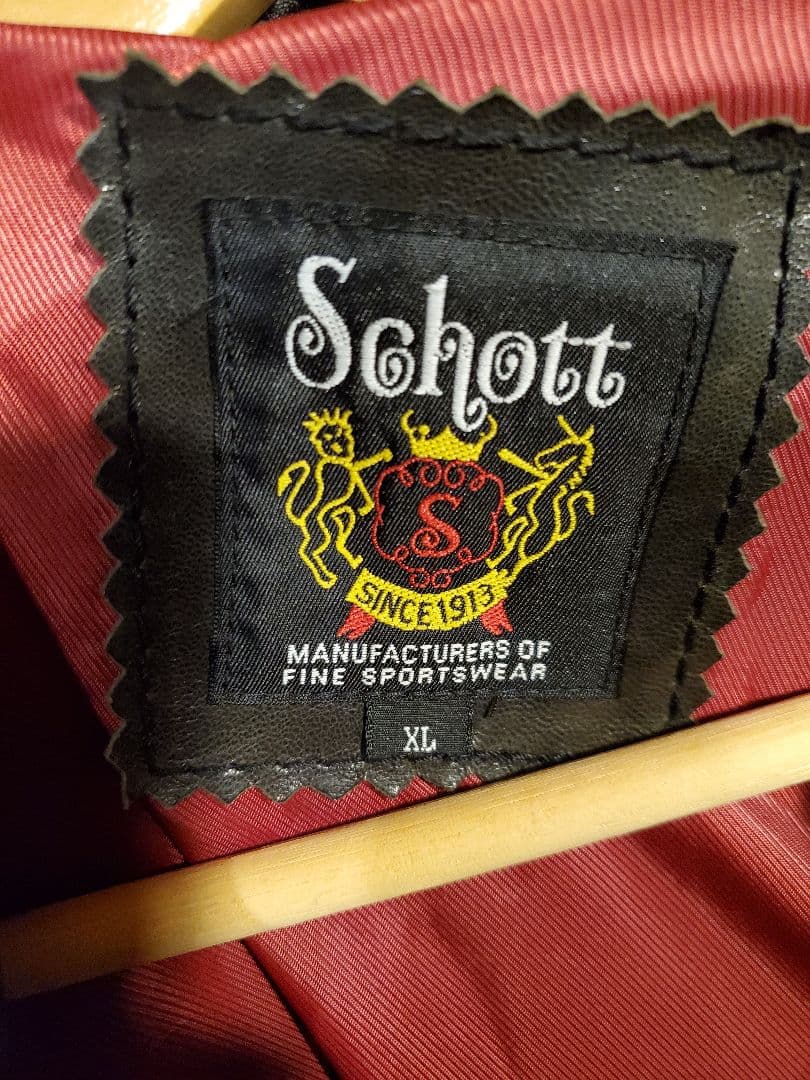 Schott
S
SINCE 1913
MANUFACTURERS OF
FINE SPORTSWEAR
XL